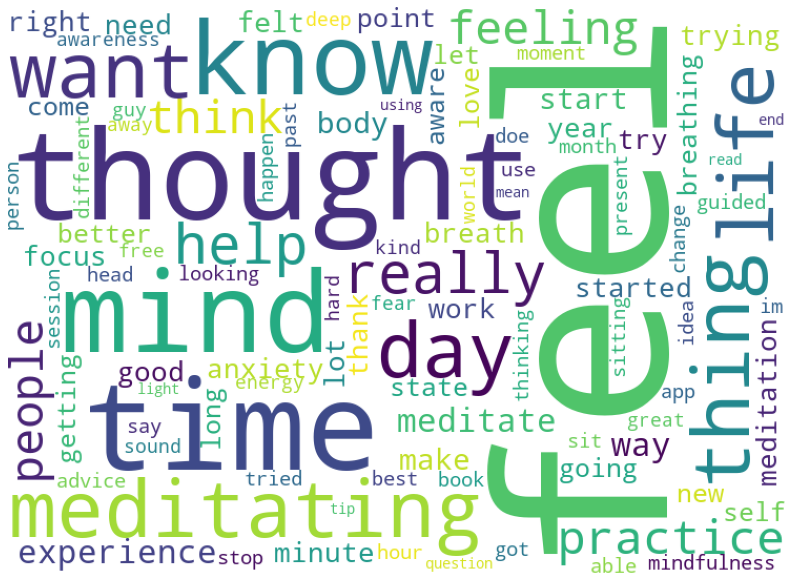 right
need
felt
deep
point
feeling
trying
awareness
want
know
let
moment
come
guy
think
away
using
past
body
aware
love
start
year
try
month
doe
use
mean
breathing
life
end
read
guided
person
different
thought
happen
world
feel
present
change
better
free
help
kind
breath
focus
head
looking
really
fear
work
hard
started
im
idea
session
mind
lot
thank
day
thinking
sitting
thing
meditation
people
good
anxiety
energy
light
state
app
getting
time
say
sound
long
meditate
great
way
sit
make
going
advice
tried
best
book
new
self
meditating
tip
practice
experience
stop
minute
hour
question
got
able
mindfulness